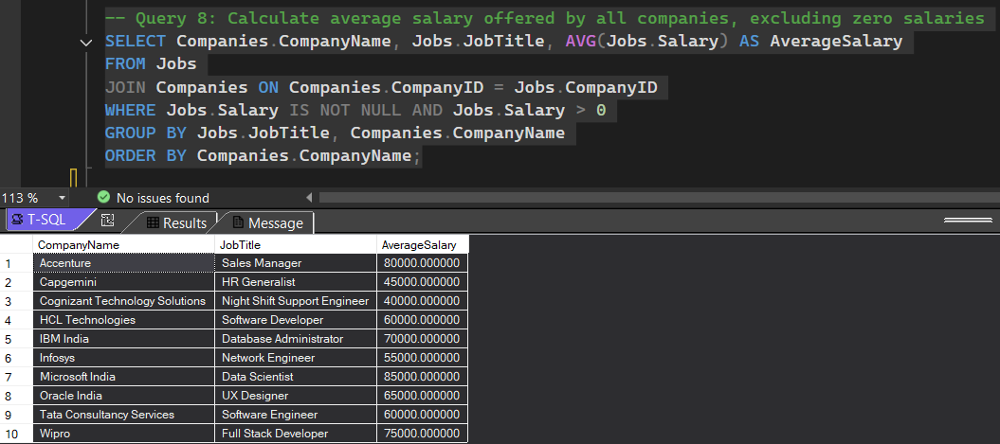 -- Query 8: Calculate average salary offered by all companies, excluding zero salaries
SELECT Companies.CompanyName, Jobs.JobTitle, AVG(Jobs.Salary) AS AverageSalary
FROM Jobs
JOIN Companies ON Companies.CompanyID = Jobs.CompanyID
WHERE Jobs.Salary IS NOT NULL AND Jobs.Salary > 0
GROUP BY Jobs.JobTitle, Companies.CompanyName
ORDER BY Companies.CompanyName;
113 % No issues found
T-SQL Results Message
CompanyName JobTitle AverageSalary
1 Accenture Sales Manager 80000.000000
2 Capgemini HR Generalist 45000.000000
3 Cognizant Technology Solutions Night Shift Support Engineer 40000.000000
4 HCL Technologies Software Developer 60000.000000
5 IBM India Database Administrator 70000.000000
6 Infosys Network Engineer 55000.000000
7 Microsoft India Data Scientist 85000.000000
8 Oracle India UX Designer 65000.000000
9 Tata Consultancy Services Software Engineer 60000.000000
10 Wipro Full Stack Developer 75000.000000